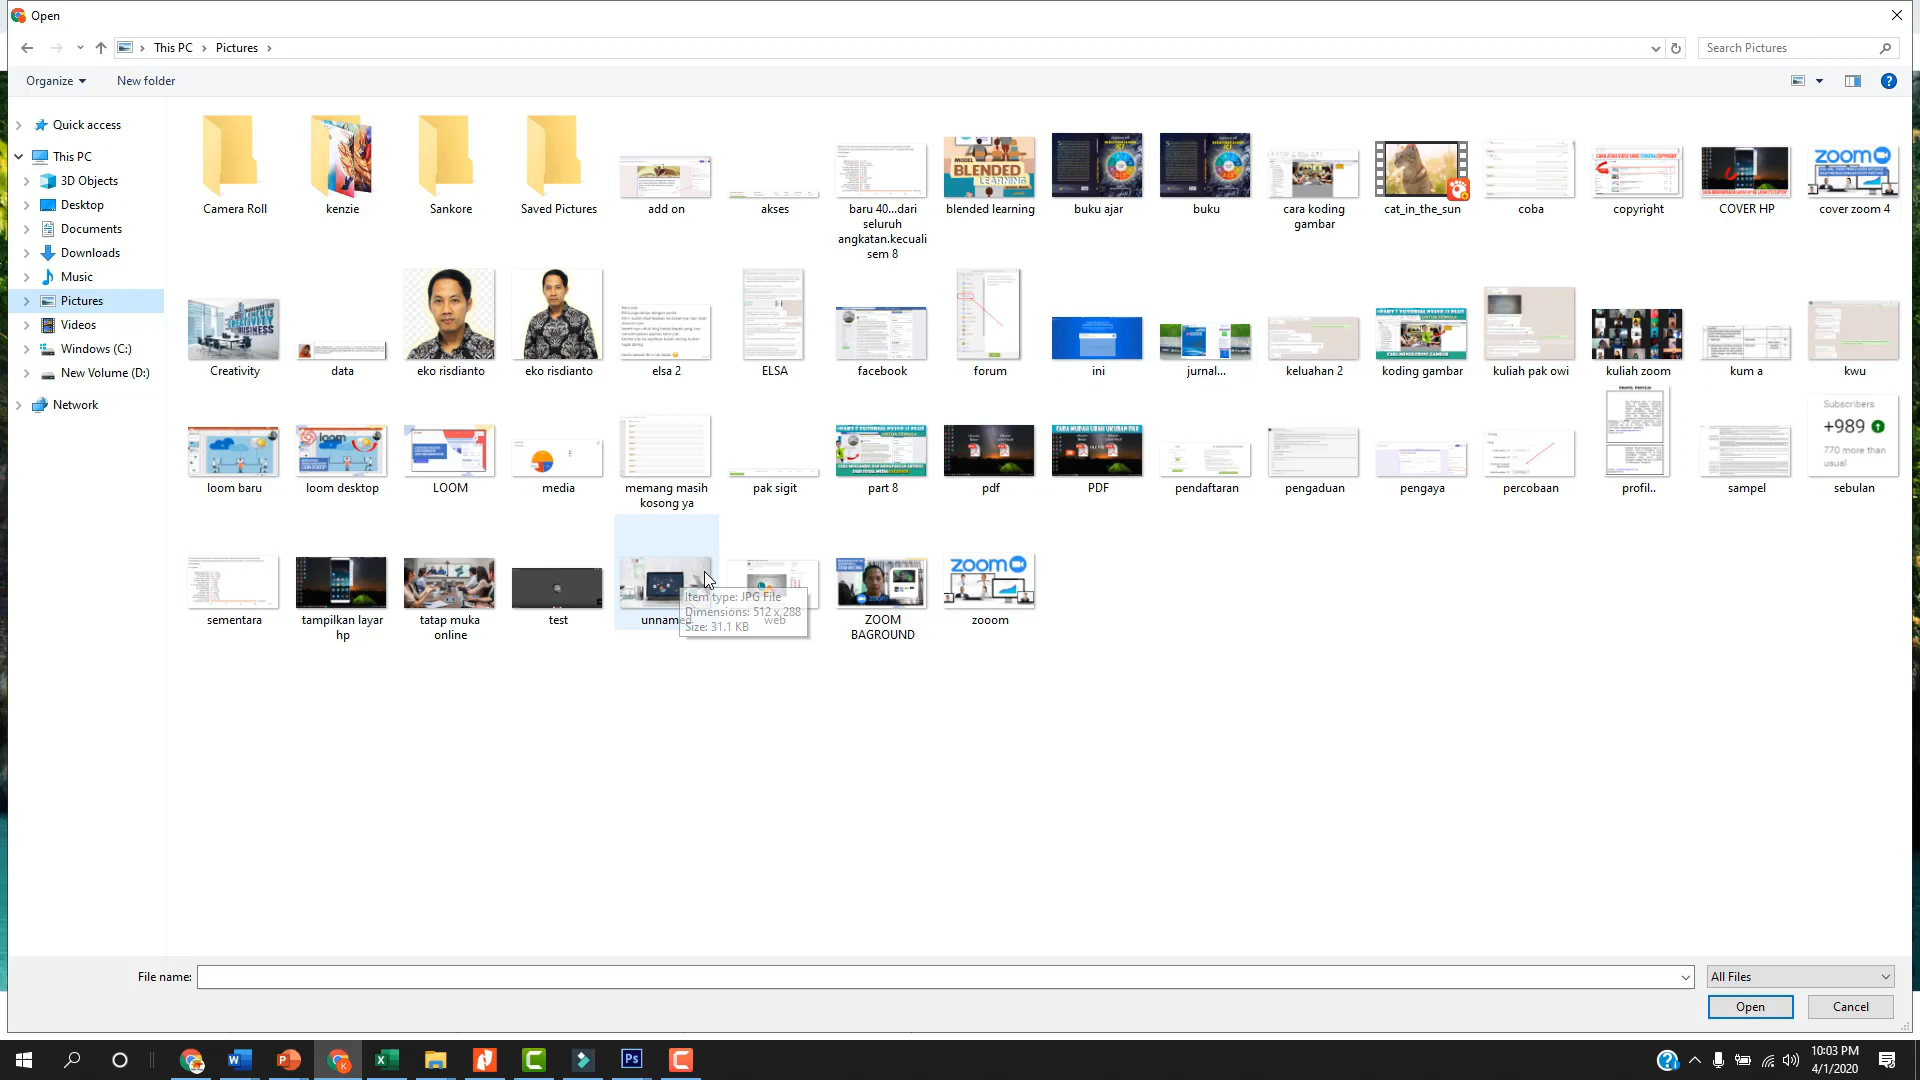 Open
This PC
Pictures
Search Pictures
Organize
New folder
Quick access
This PC
3D Objects
Desktop
Documents
Downloads
Music
Pictures
Videos
Windows (C:)
New Volume (D:)
Network
Camera Roll
kenzie
Sankore
Saved Pictures
add on
akses
baru 40...dari
seluruh
angkatan.kecuali
sem 8
MODEL
BLENDED
LEARNING
blended learning
buku ajar
buku
cara koding
gambar
cat_in_the_sun
coba
copyright
COVER HP
zoom
cover zoom 4
Creativity
data
eko risdianto
eko risdianto
elsa 2
ELSA
facebook
forum
ini
jurnal...
keluahan 2
koding gambar
kuliah pak owi
kuliah zoom
kum a
kwu
loom baru
loom
loom desktop
LOOM
media
memang masih
kosong ya
pak sigit
part 8
pdf
PDF
pendaftaran
pengaduan
pengaya
percobaan
profil..
sampel
Subscribers
+989
770 more than
usual
sebulan
sementara
tampilkan layar
hp
tatap muka
online
test
unnamed
Item type: JPG File
Dimensions: 512 x 288
Size: 31.1 KB
web
ZOOM
BAGROUND
zoom
zooom
File name:
All Files
Open
Cancel
10:03 PM
4/1/2020